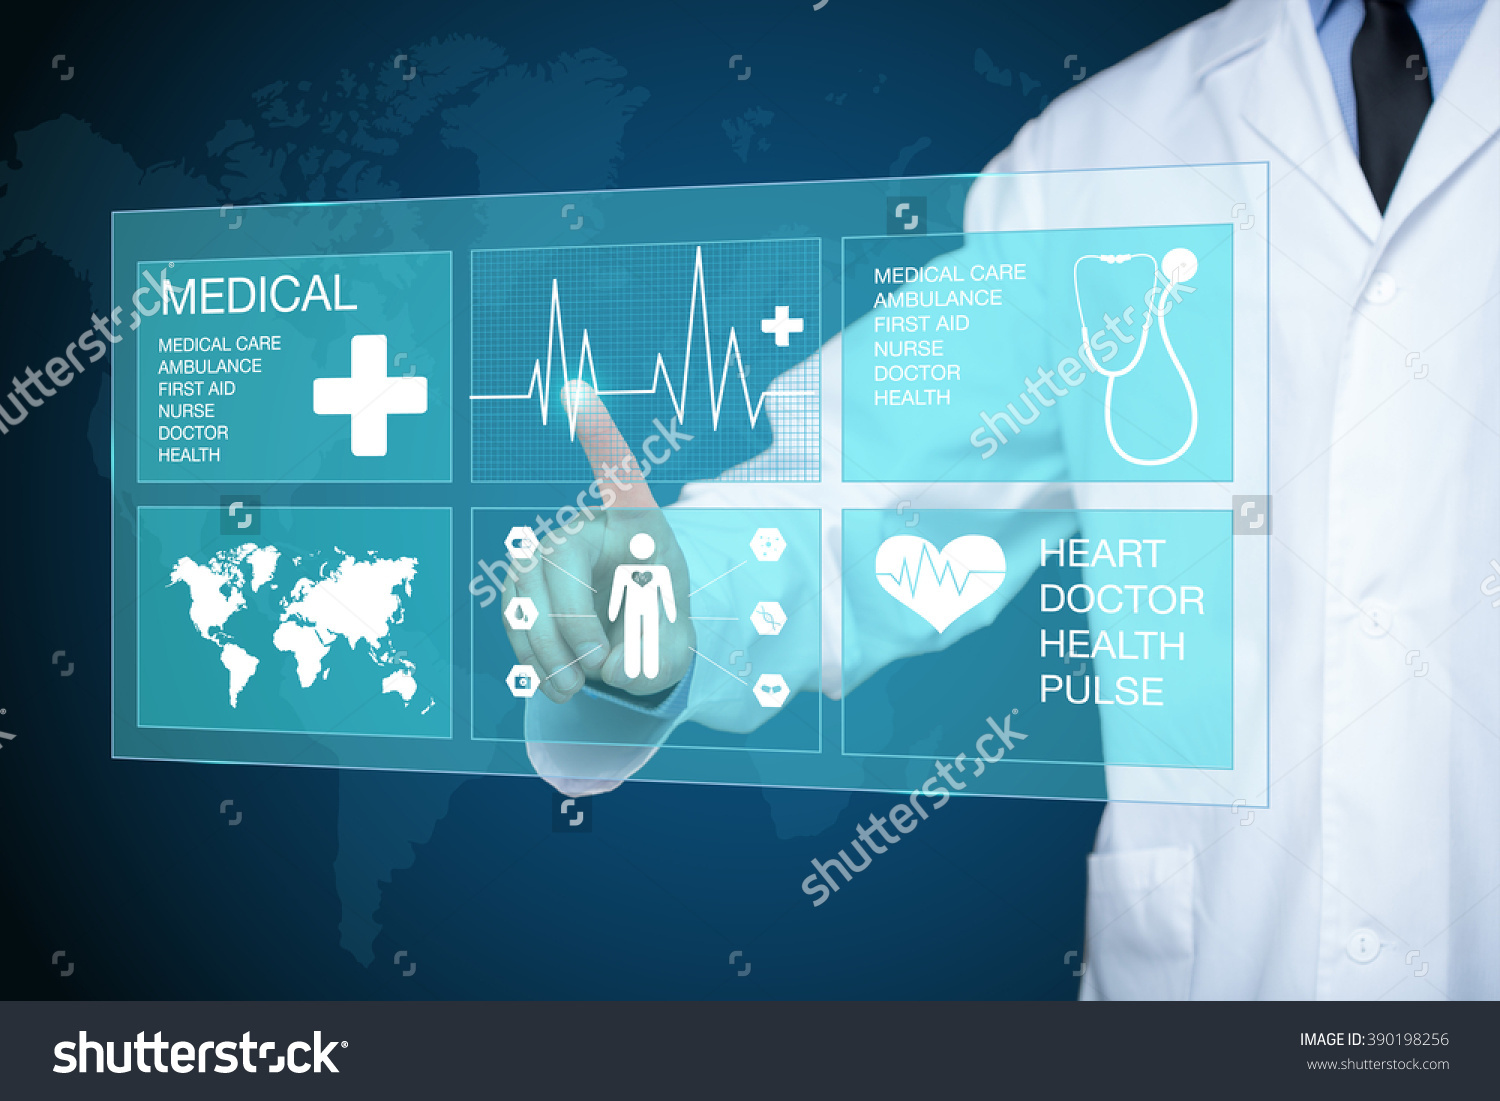 MEDICAL
MEDICAL CARE
AMBULANCE
FIRST AID
NURSE
DOCTOR
HEALTH
MEDICAL CARE
AMBULANCE
FIRST AID
NURSE
DOCTOR
HEALTH
HEART
DOCTOR
HEALTH
PULSE
shutterstock
shutterstock
shutterstock
shutterstock
shutterstock®
IMAGE ID: 390198256
www.shutterstock.com